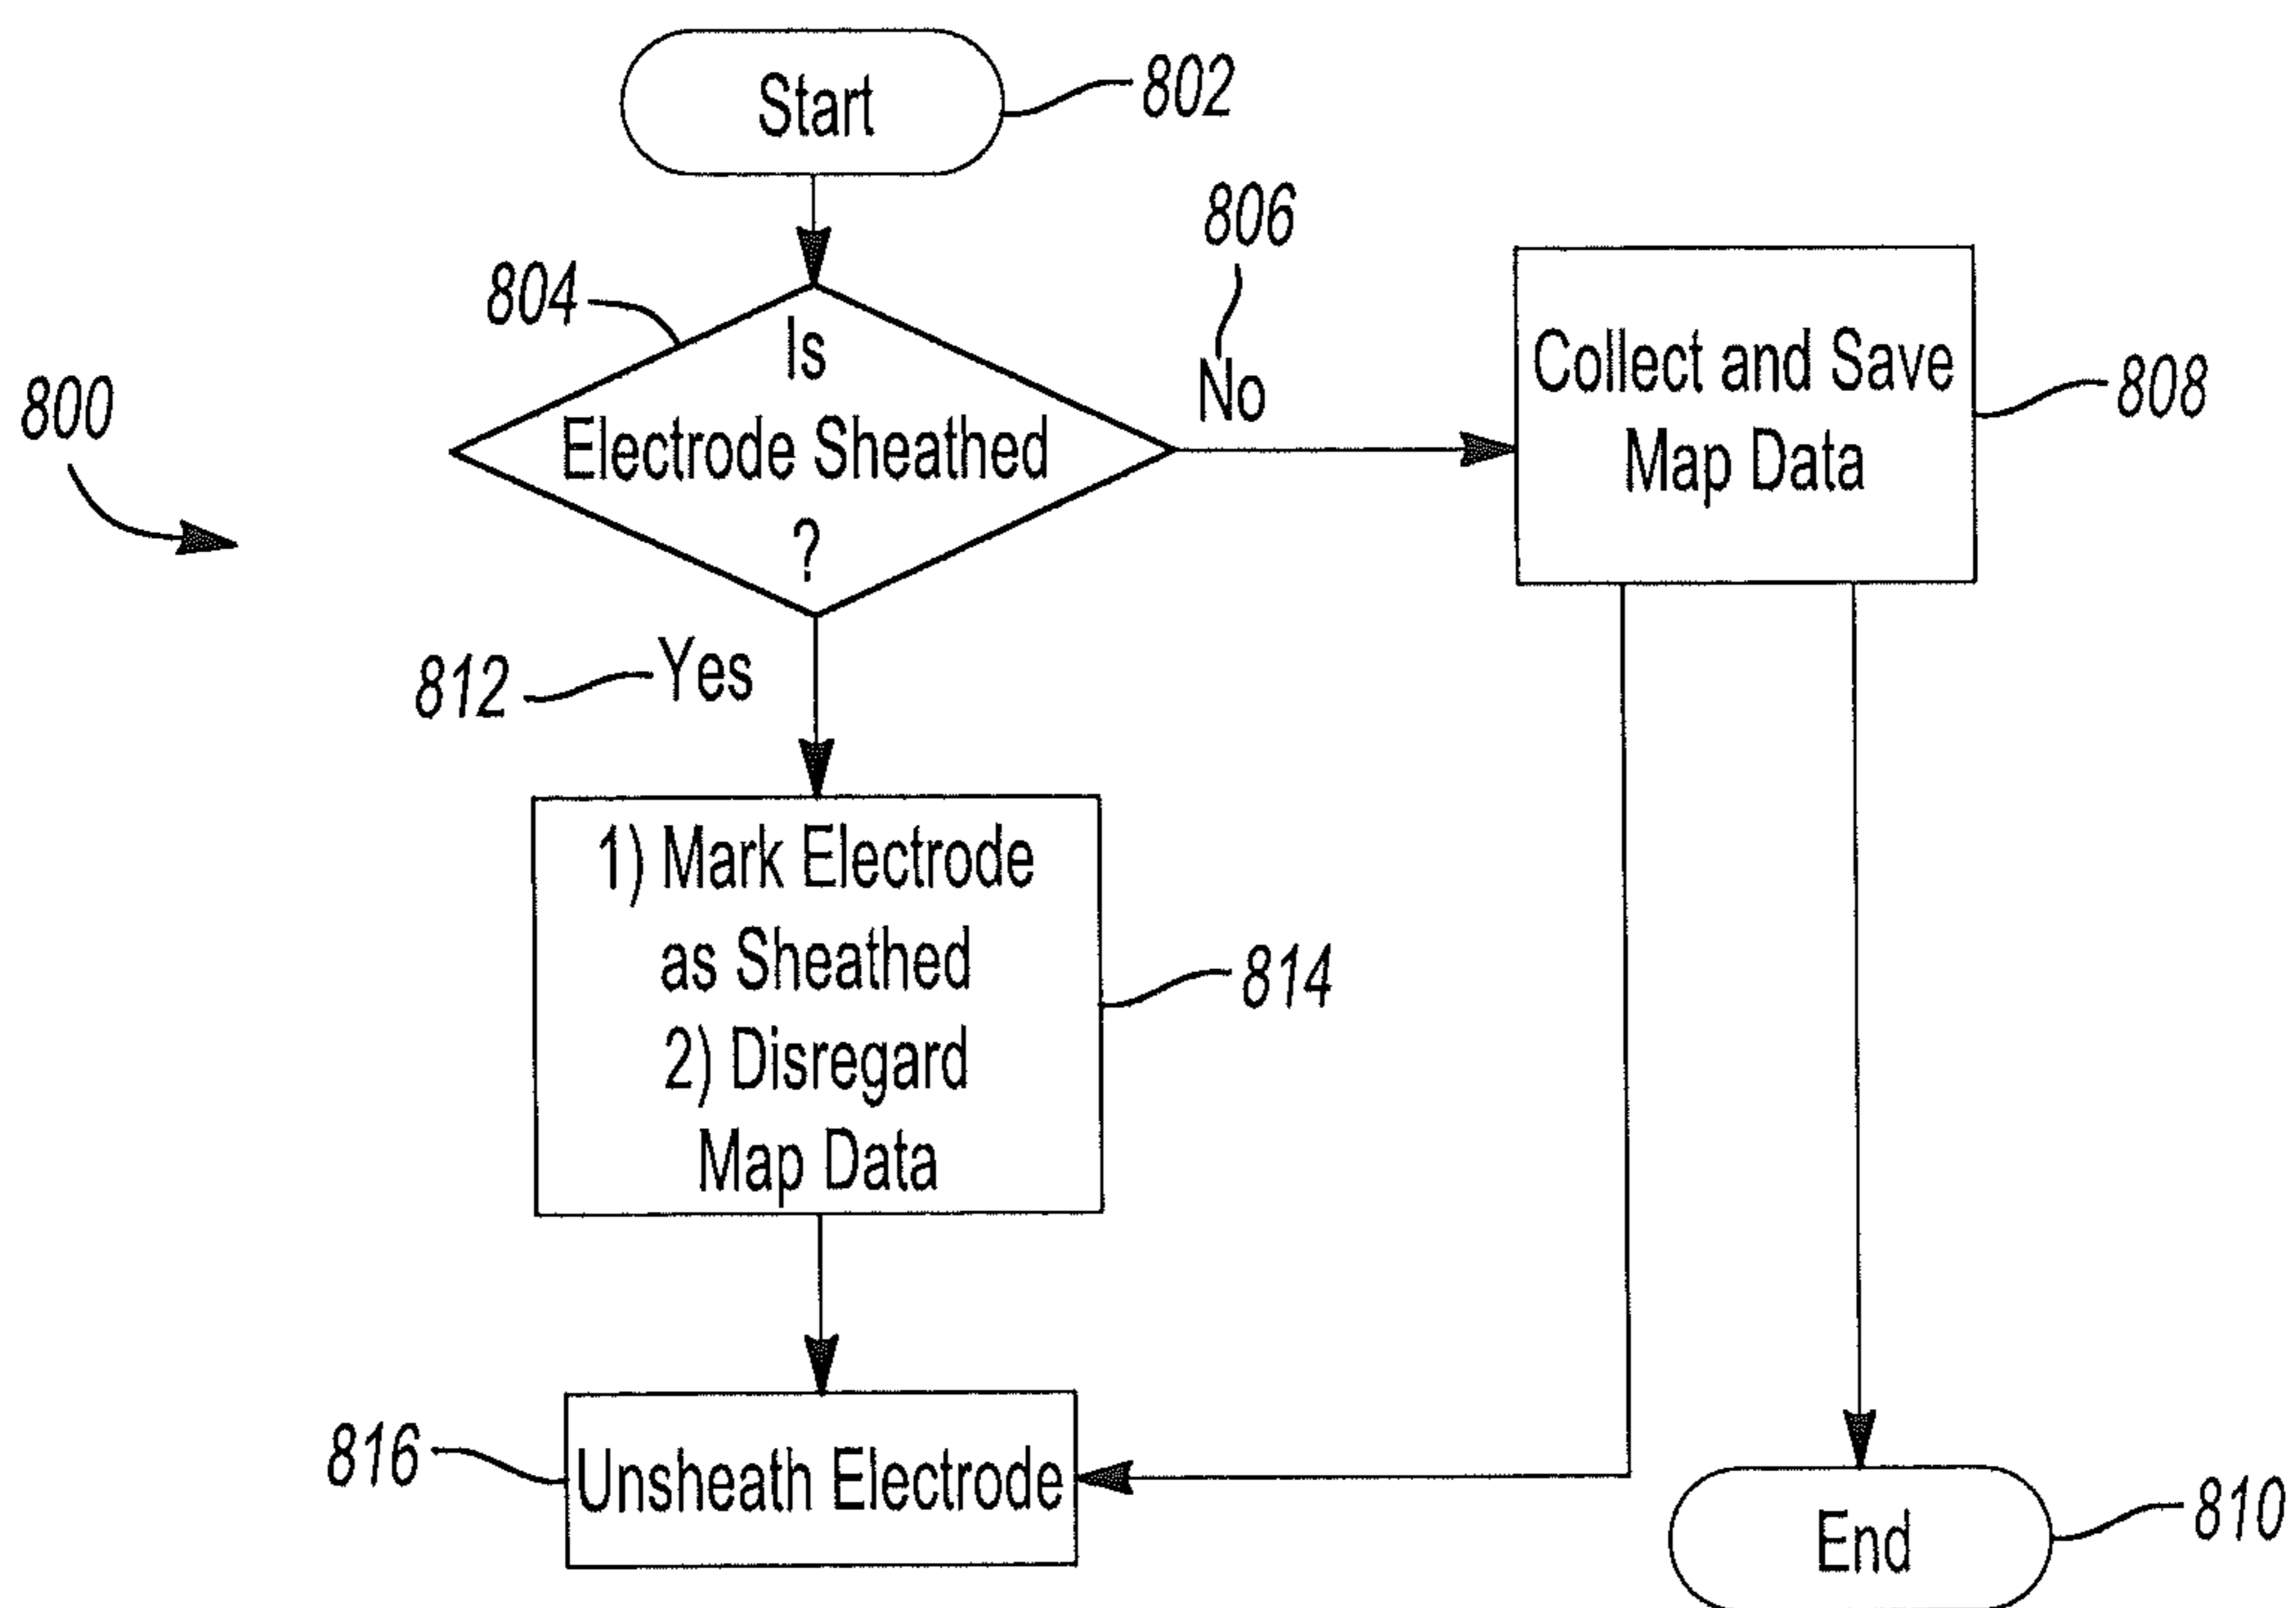 Start
802
806
804
Is
Electrode Sheathed
?
No
800
Collect and Save
Map Data
808
812
Yes
1) Mark Electrode
as Sheathed
2) Disregard
Map Data
814
816
Unsheath Electrode
End
810